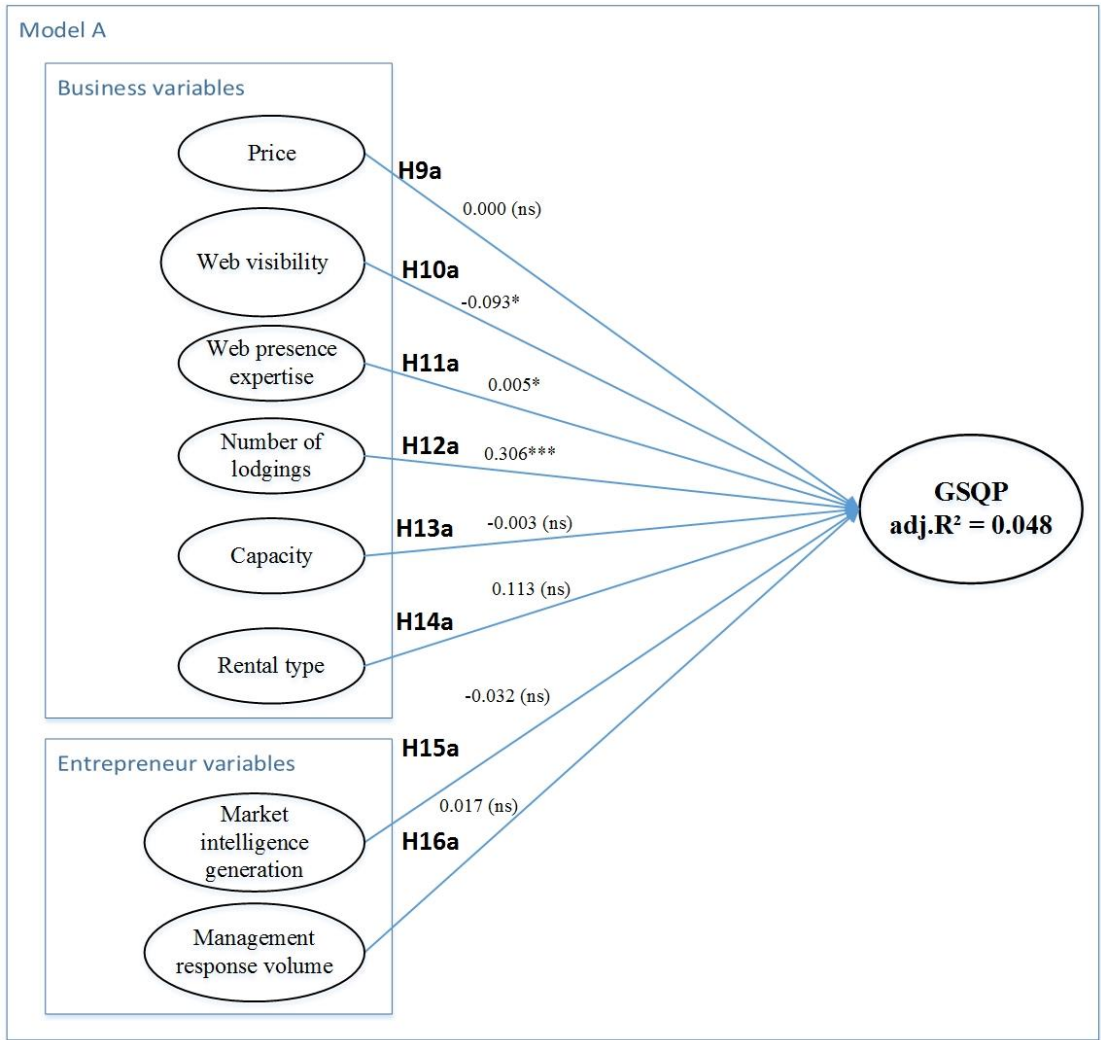 Model A
Business variables
Price
H9a
0.000 (ns)
Web visibility
H10a
-0.093*
Web presence
expertise
H11a
0.005*
Number of
lodgings
H12a
0.306***
Capacity
H13a
-0.003 (ns)
Rental type
H14a
0.113 (ns)
GSQP
adj.R² = 0.048
Entrepreneur variables
Market
intelligence
generation
H15a
-0.032 (ns)
Management
response volume
H16a
0.017 (ns)